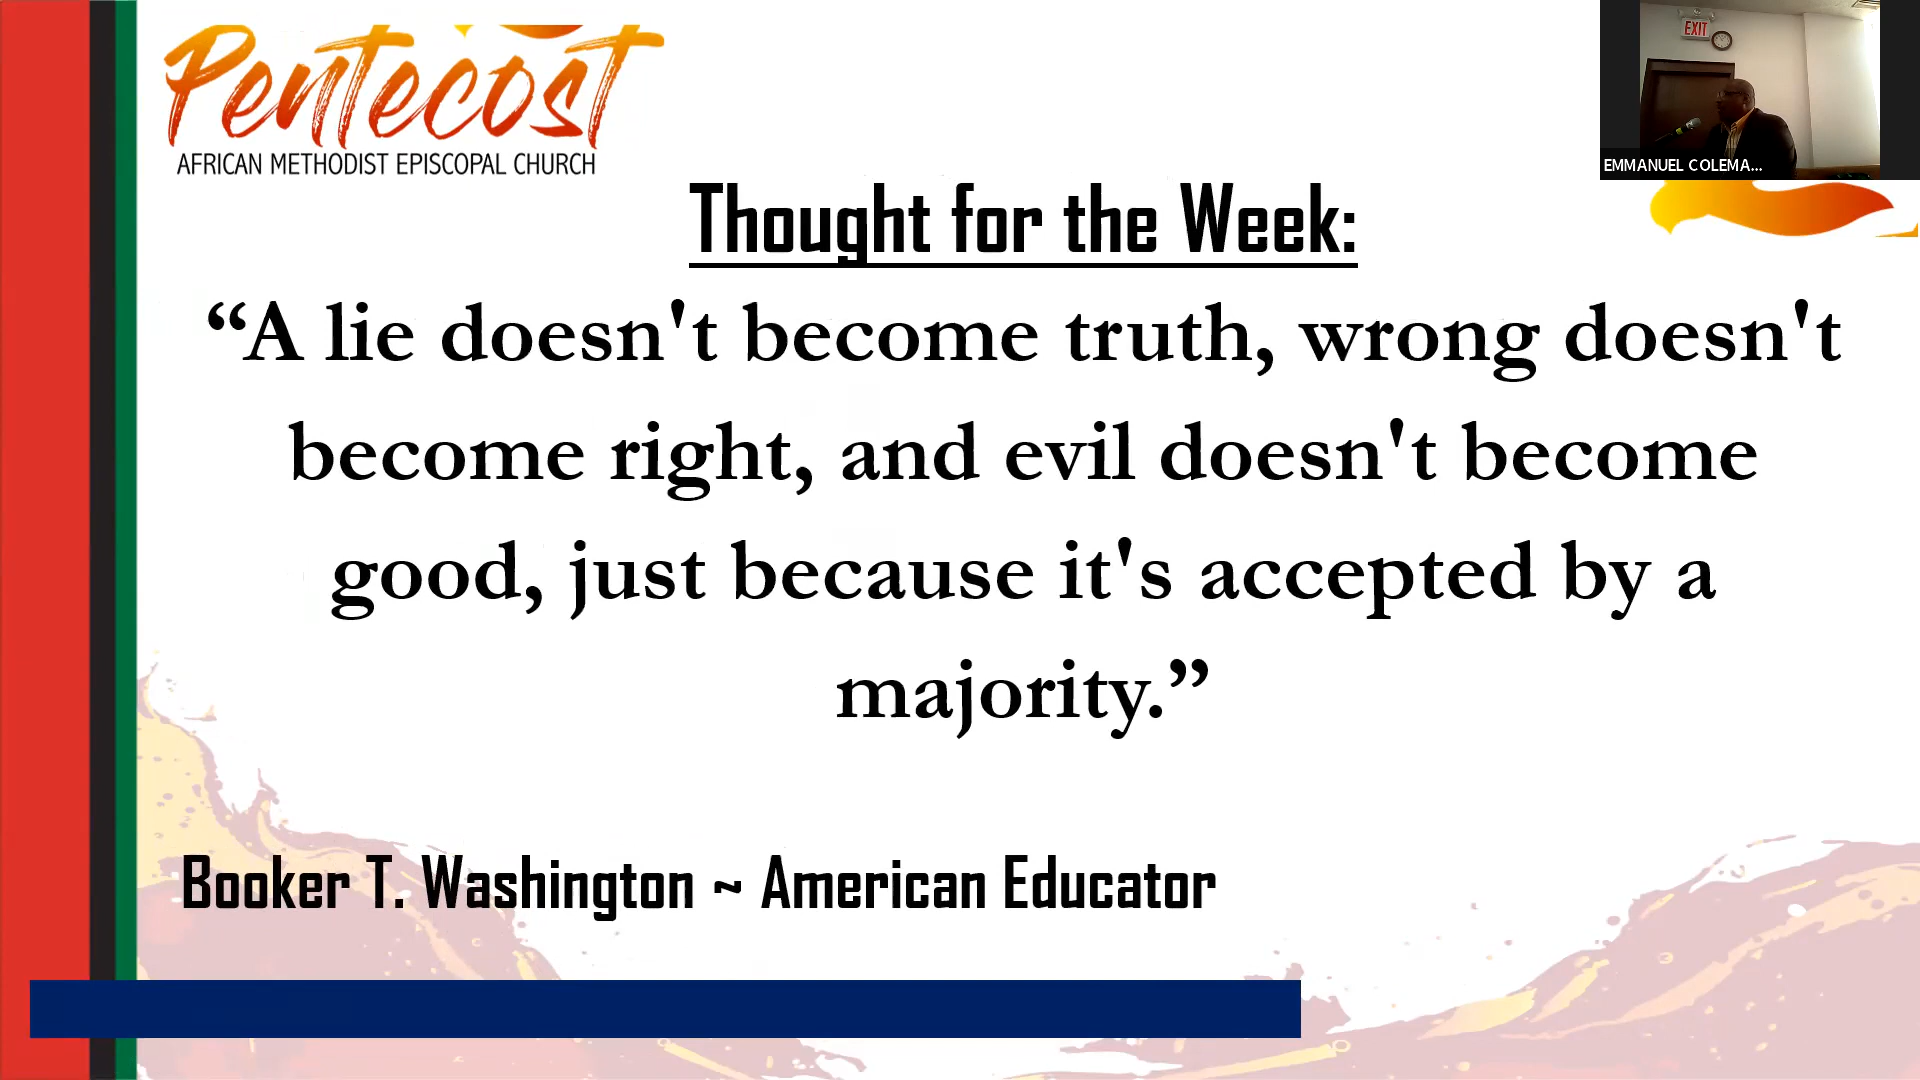 Pentecost
AFRICAN METHODIST EPISCOPAL CHURCH
EXIT
EMMANUEL COLEMA...
Thought for the Week:
“A lie doesn't become truth, wrong doesn't
become right, and evil doesn't become
good, just because it's accepted by a
majority.”
Booker T. Washington ~ American Educator